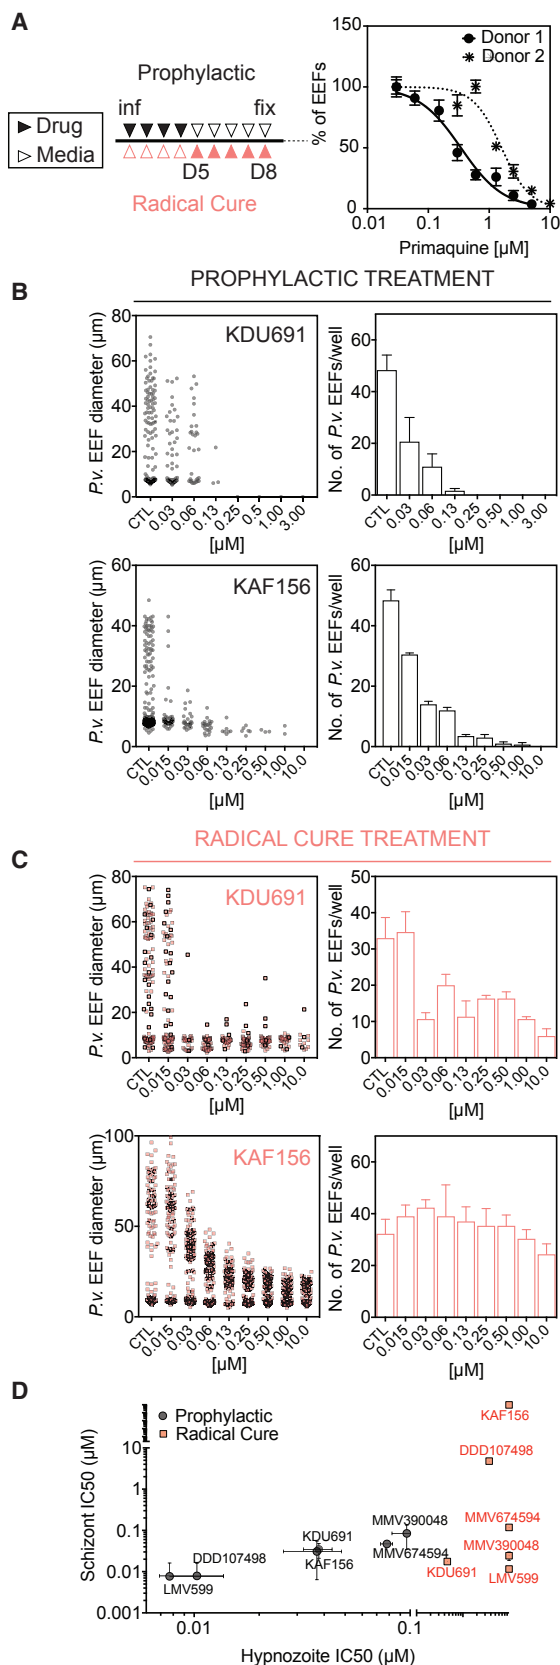 A
Prophylactic
inf
fix
Drug
Media
D5
D8
Radical Cure
% of EEFs
150
100
50
0
0.01
0.1
1
10
Primaquine [µM]
Donor 1
Donor 2
B
PROPHYLACTIC TREATMENT
P.v. EEF diameter (µm)
80
60
40
20
0
KDU691
CTL
0.03
0.06
0.13
0.25
0.5
1.00
3.00
[µM]
No. of P.v. EEFs/well
60
40
20
0
CTL
0.03
0.06
0.13
0.25
0.50
1.00
3.00
[µM]
P.v. EEF diameter (µm)
60
40
20
0
KAF156
CTL
0.015
0.03
0.06
0.13
0.25
0.50
1.00
10.0
[µM]
No. of P.v. EEFs/well
60
40
20
0
CTL
0.015
0.03
0.06
0.13
0.25
0.50
1.00
10.0
[µM]
C
RADICAL CURE TREATMENT
P.v. EEF diameter (µm)
80
60
40
20
0
KDU691
CTL
0.015
0.03
0.06
0.13
0.25
0.50
1.00
10.0
[µM]
No. of P.v. EEFs/well
50
40
30
20
10
0
CTL
0.015
0.03
0.06
0.13
0.25
0.50
1.00
10.0
[µM]
P.v. EEF diameter (µm)
100
50
0
KAF156
CTL
0.015
0.03
0.06
0.13
0.25
0.50
1.00
10.0
[µM]
No. of P.v. EEFs/well
60
40
20
0
CTL
0.015
0.03
0.06
0.13
0.25
0.50
1.00
10.0
[µM]
D
Prophylactic
Radical Cure
Schizont IC50 (µM)
10
1
0.1
0.01
0.001
KAF156
DDD107498
MMV674594
MMV390048
KDU691
LMV599
MMV390048
MMV674594
KDU691
KAF156
DDD107498
LMV599
0.01
0.1
Hypnozoite IC50 (µM)